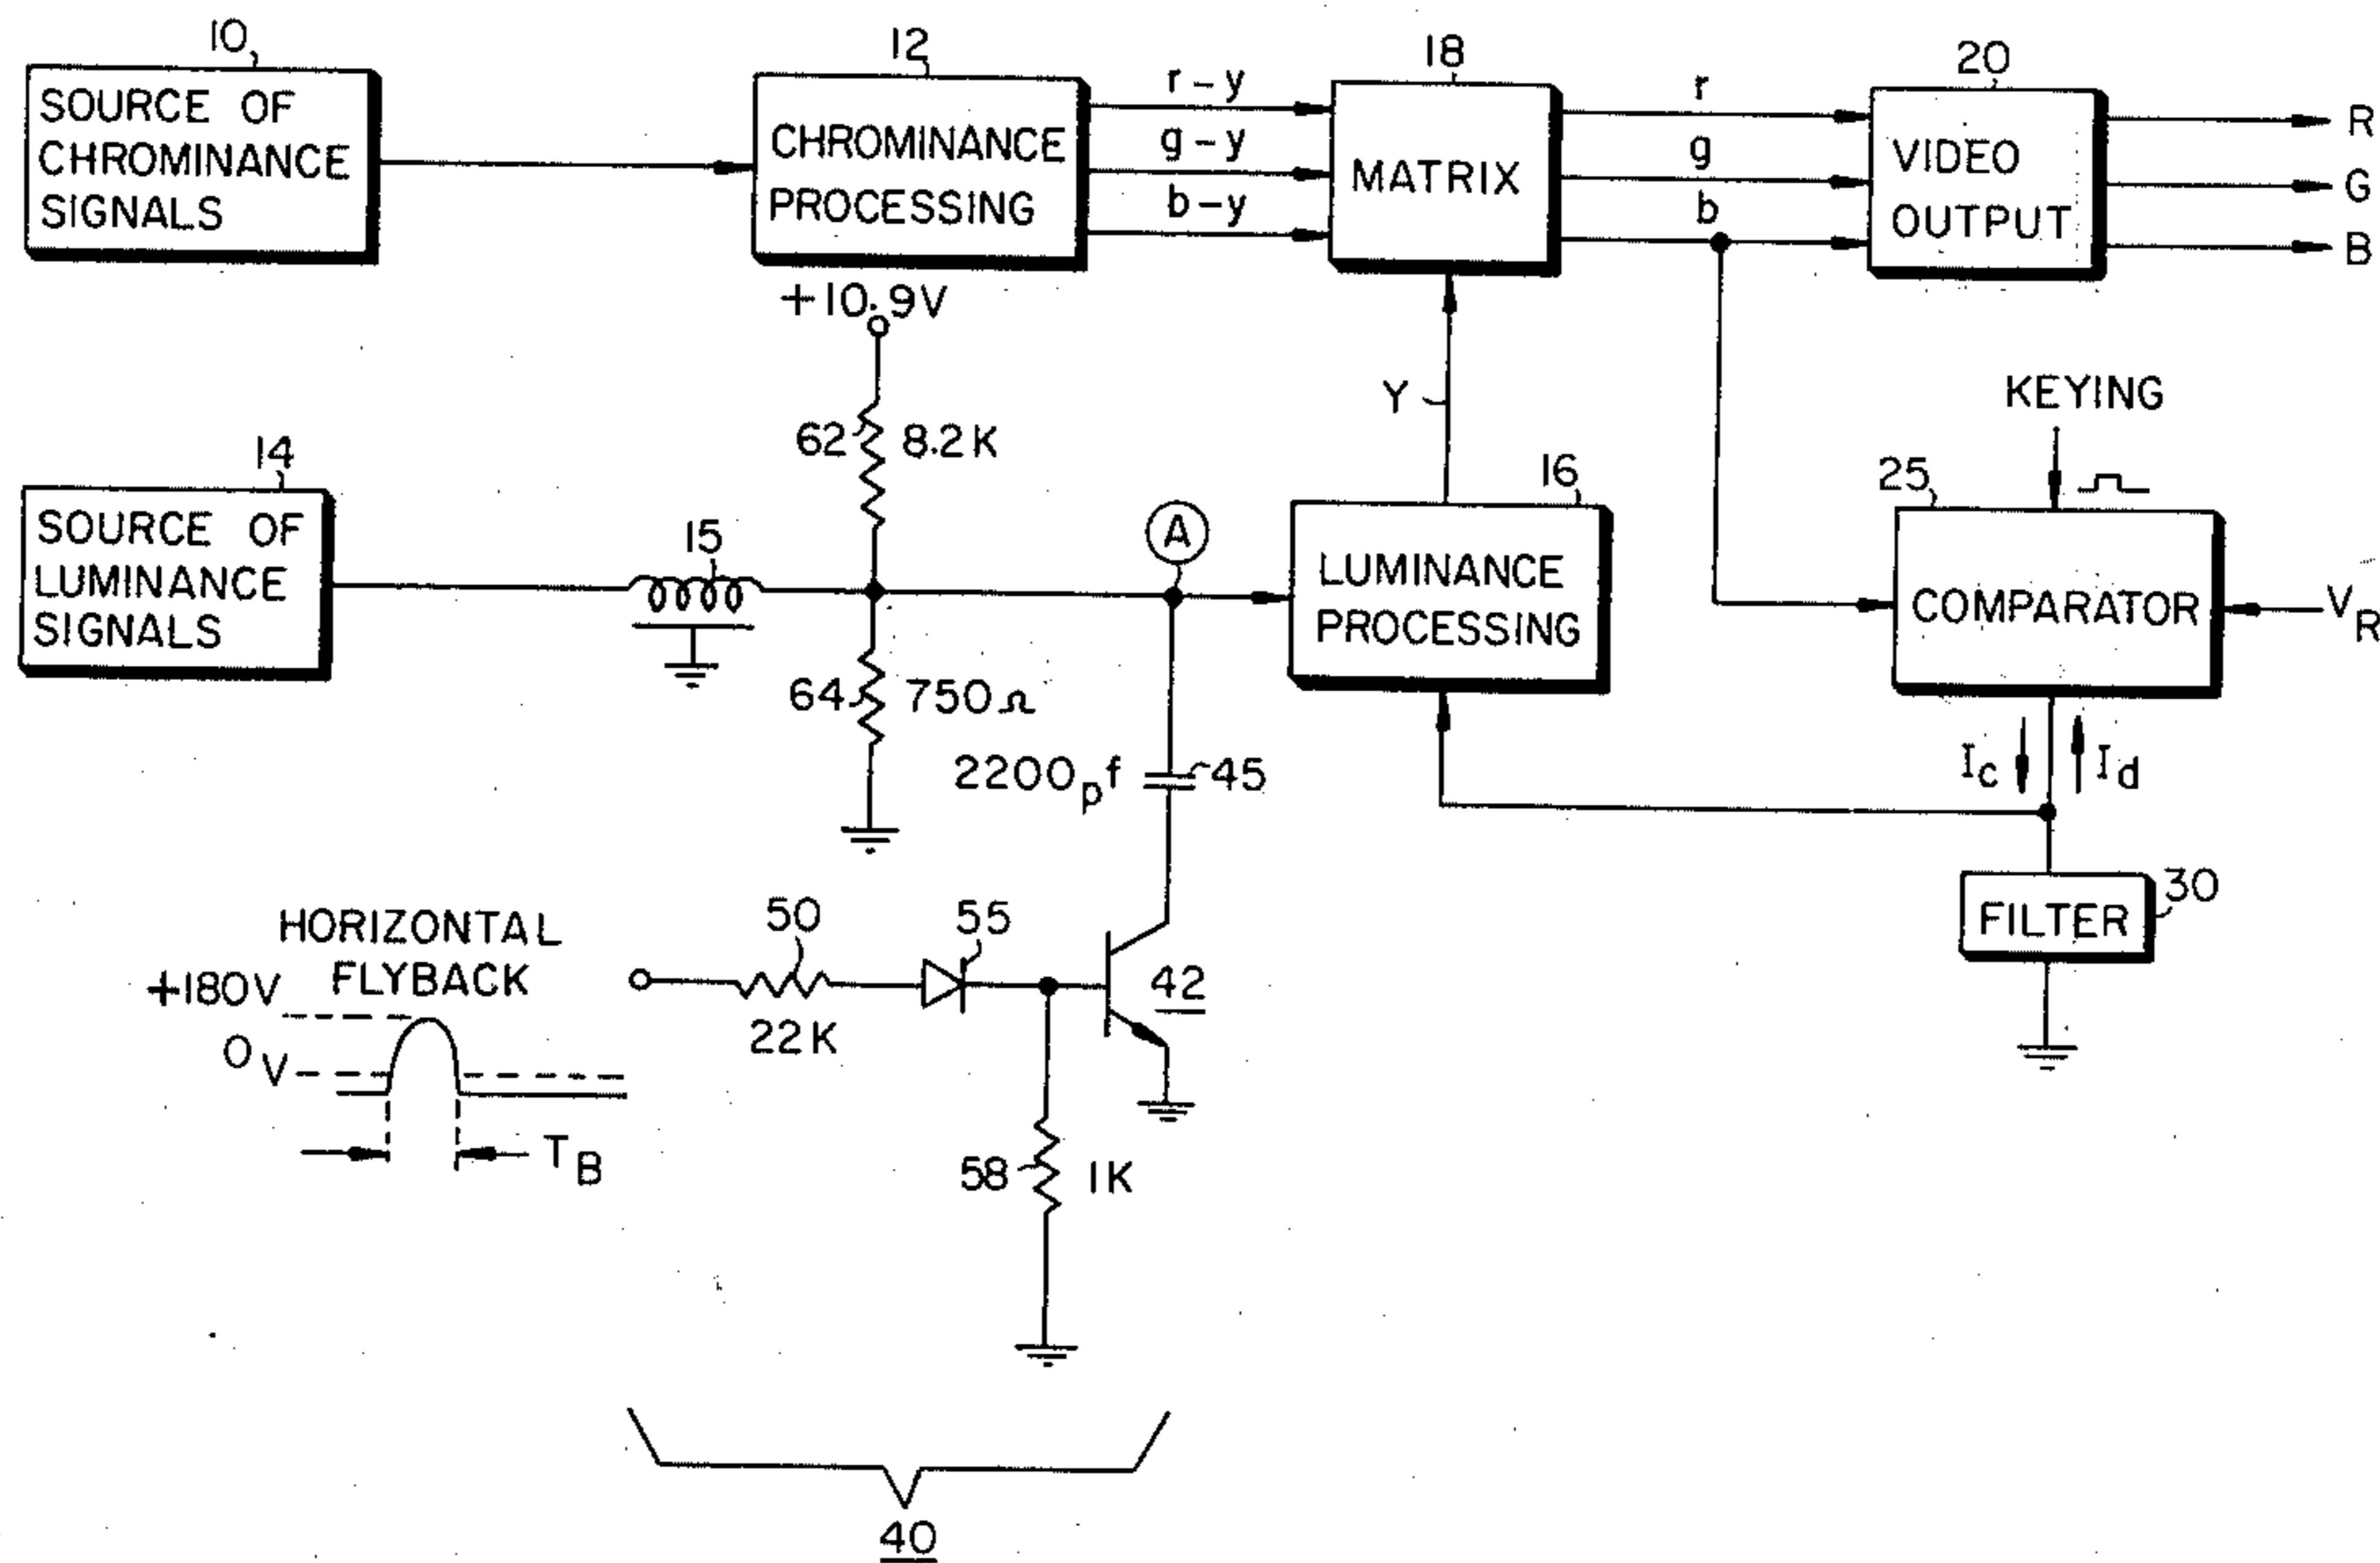 10
SOURCE OF
CHROMINANCE
SIGNALS
12
CHROMINANCE
PROCESSING
r-y
g-y
b-y
18
MATRIX
r
g
b
20
VIDEO
OUTPUT
R
G
B
+10.9V
62
8.2K
Y
KEYING
14
SOURCE OF
LUMINANCE
SIGNALS
15
A
16
LUMINANCE
PROCESSING
25
COMPARATOR
VR
64
750Ω
2200pf
45
Ic
Id
30
FILTER
HORIZONTAL
FLYBACK
+180V
0V
TB
50
22K
55
42
58
1K
40